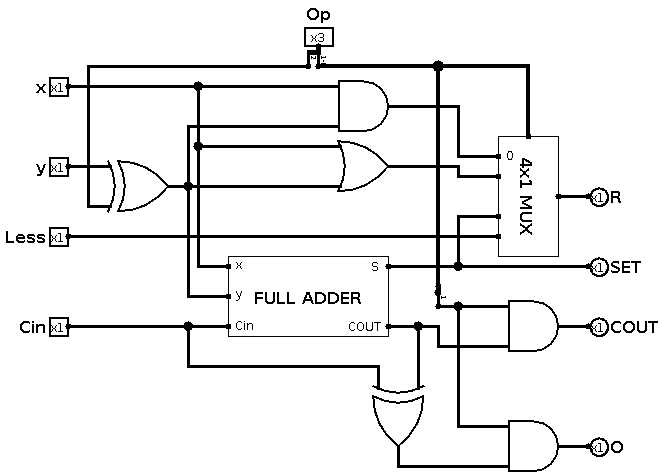 Op
x3
x x1
y x1
Less x1
Cin x1
0
4x1 MUX
x1 R
x y Cin
FULL ADDER
S COUT
x1 SET
x1 COUT
x1 O